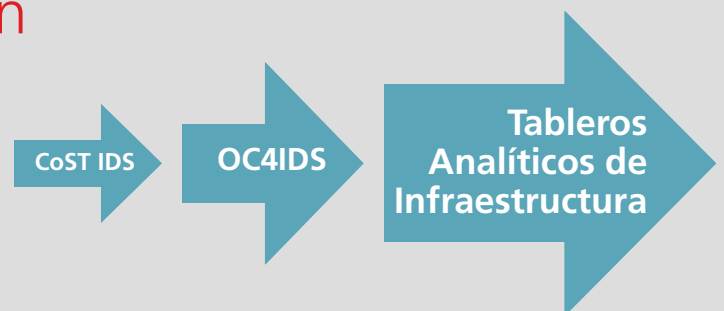 n
CoST IDS
OC4IDS
Tableros
Analíticos de
Infraestructura